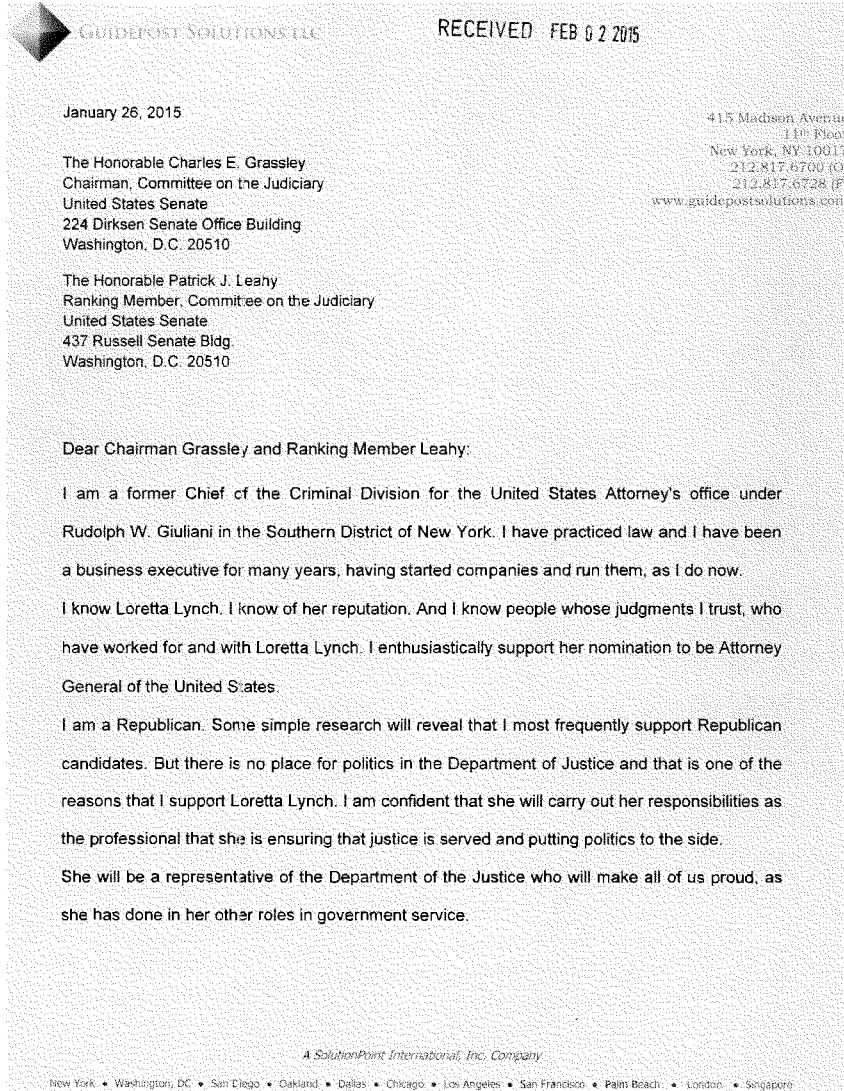 GUIDEPOST SOLUTIONS LLC
RECEIVED FEB 02 2015
January 26, 2015
415 Madison Avenue
11th Floor
New York, NY 10017
212.817.6700 (O
212.817.6728 (F
www.guidepostsolutions.com
The Honorable Charles E. Grassley
Chairman, Committee on the Judiciary
United States Senate
224 Dirksen Senate Office Building
Washington, D.C. 20510
The Honorable Patrick J. Leahy
Ranking Member, Committee on the Judiciary
United States Senate
437 Russell Senate Bldg
Washington, D.C. 20510
Dear Chairman Grassley and Ranking Member Leahy:
I am a former Chief of the Criminal Division for the United States Attorney's office under
Rudolph W. Giuliani in the Southern District of New York. I have practiced law and I have been
a business executive for many years, having started companies and run them, as I do now.
I know Loretta Lynch. I know of her reputation. And I know people whose judgments I trust, who
have worked for and with Loretta Lynch. I enthusiastically support her nomination to be Attorney
General of the United States.
I am a Republican. Some simple research will reveal that I most frequently support Republican
candidates. But there is no place for politics in the Department of Justice and that is one of the
reasons that I support Loretta Lynch. I am confident that she will carry out her responsibilities as
the professional that she is ensuring that justice is served and putting politics to the side.
She will be a representative of the Department of the Justice who will make all of us proud, as
she has done in her other roles in government service.
A SolutionPoint International, Inc. Company
New York • Washington, DC • San Diego • Oakland • Dallas • Chicago • Los Angeles • San Francisco • Palm Beach • London • Singapore